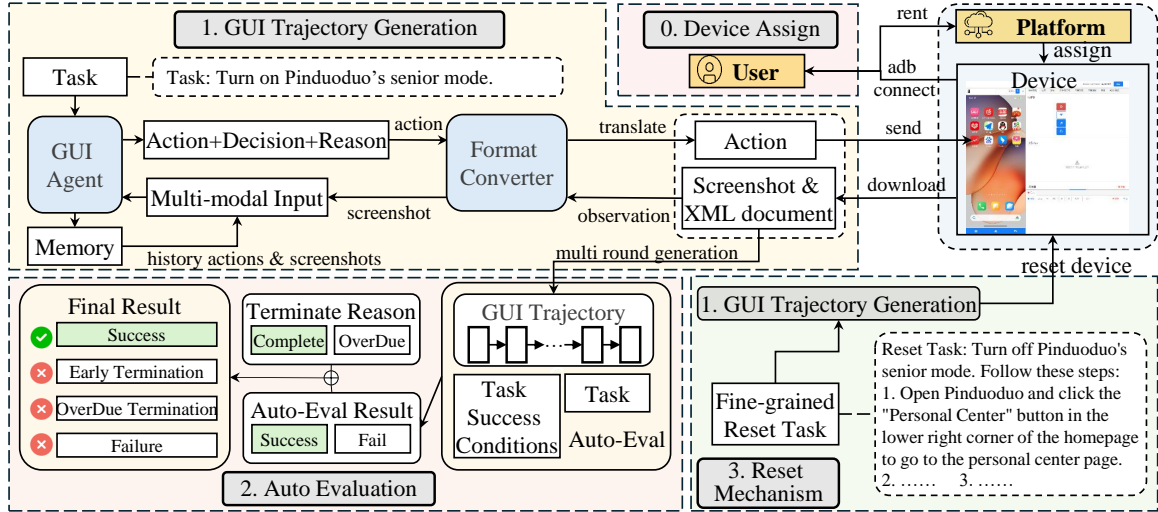 1. GUI Trajectory Generation
Task
Task: Turn on Pinduoduo's senior mode.
GUI
Agent
Action+Decision+Reason
action
Format
Converter
Multi-modal Input
screenshot
Memory
history actions & screenshots
translate
Action
Screenshot &
XML document
observation
multi round generation
0. Device Assign
User
rent
Platform
assign
adb
connect
Device
send
download
reset device
Final Result
Success
Early Termination
OverDue Termination
Failure
Terminate Reason
Complete
OverDue
Auto-Eval Result
Success
Fail
GUI Trajectory
Task
Success
Conditions
Task
Auto-Eval
2. Auto Evaluation
1. GUI Trajectory Generation
Fine-grained
Reset Task
Reset Task: Turn off Pinduoduo's
senior mode. Follow these steps:
1. Open Pinduoduo and click the
"Personal Center" button in the
lower right corner of the homepage
to go to the personal center page.
2. ...... 3. ......
3. Reset
Mechanism